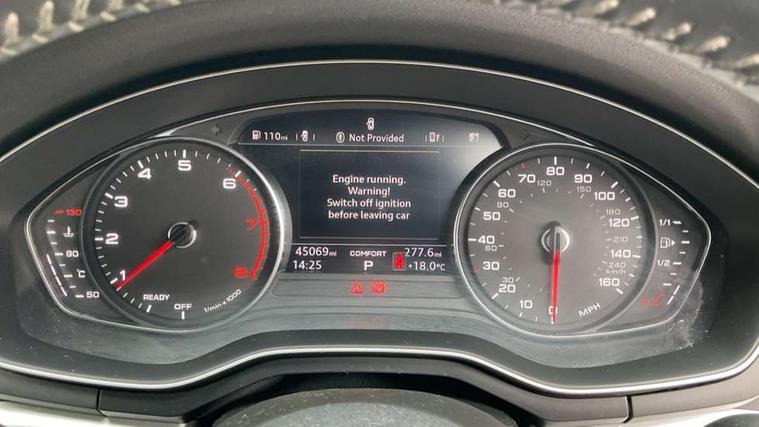 110mi
Not Provided
Engine running.
Warning!
Switch off ignition
before leaving car
45069mi COMFORT 277.6mi
14:25 P +18.0°C
130
90
°C
50
1 2 3 4 5 6 7 8
READY
OFF
1/min x 1000
0 10 20 30 40 50 60 70 80 90 100 120 140 160
20 30 60 120 150 180 210 240
km/h
MPH
1/1
1/2